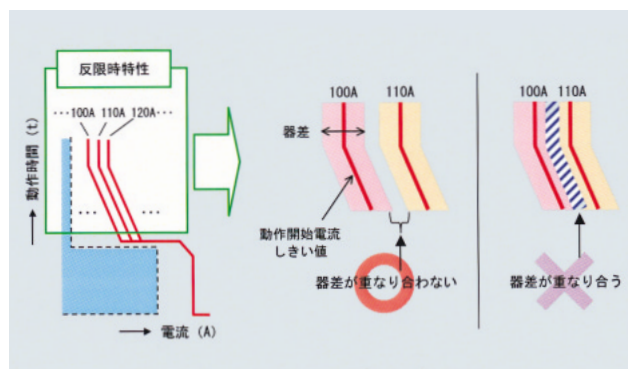 反限時特性
…100A 110A 120A…
… …
動作時間 (t)
電流 (A)
100A 110A
器差
動作開始電流
しきい値
器差が重なり合わない
100A 110A
器差が重なり合う